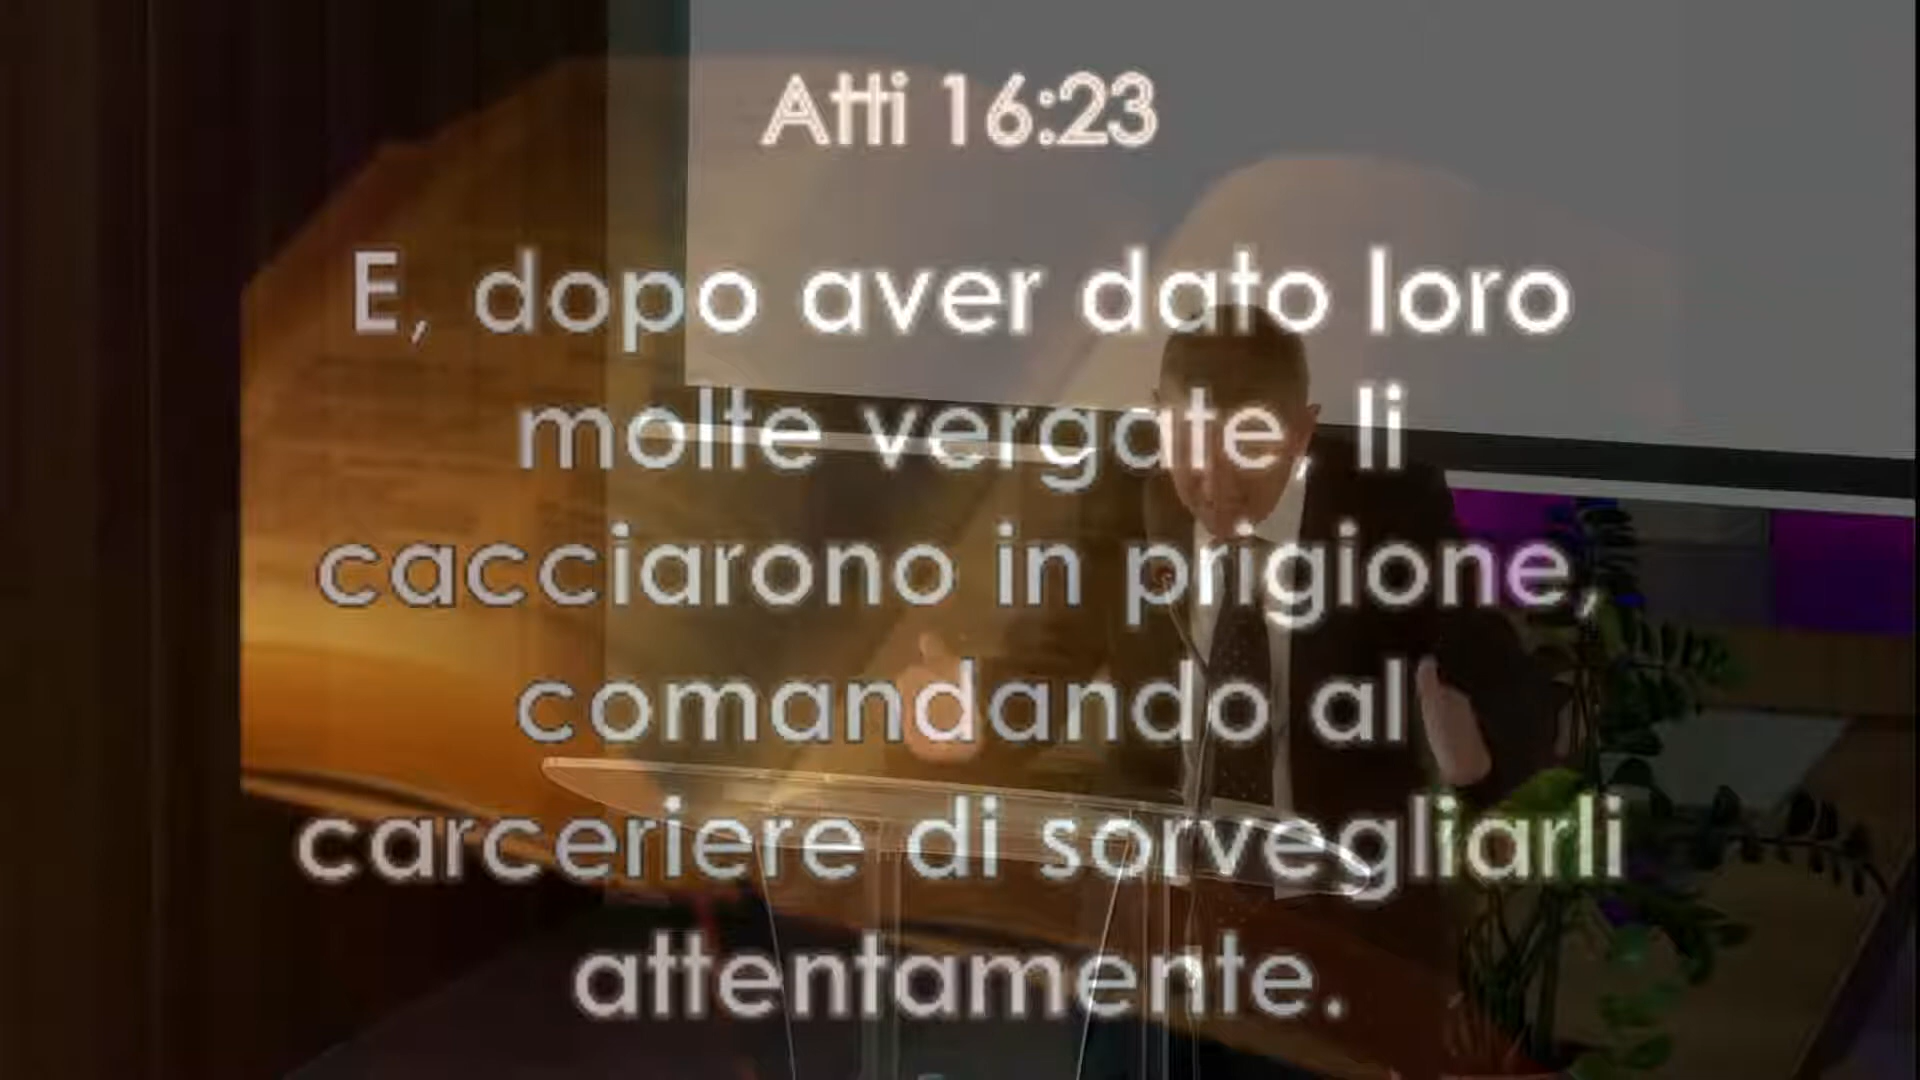 Atti 16:23
E, dopo aver dato loro
molte vergate, li
cacciarono in prigione,
comandando al
carceriere di sorvegliarli
attentamente.